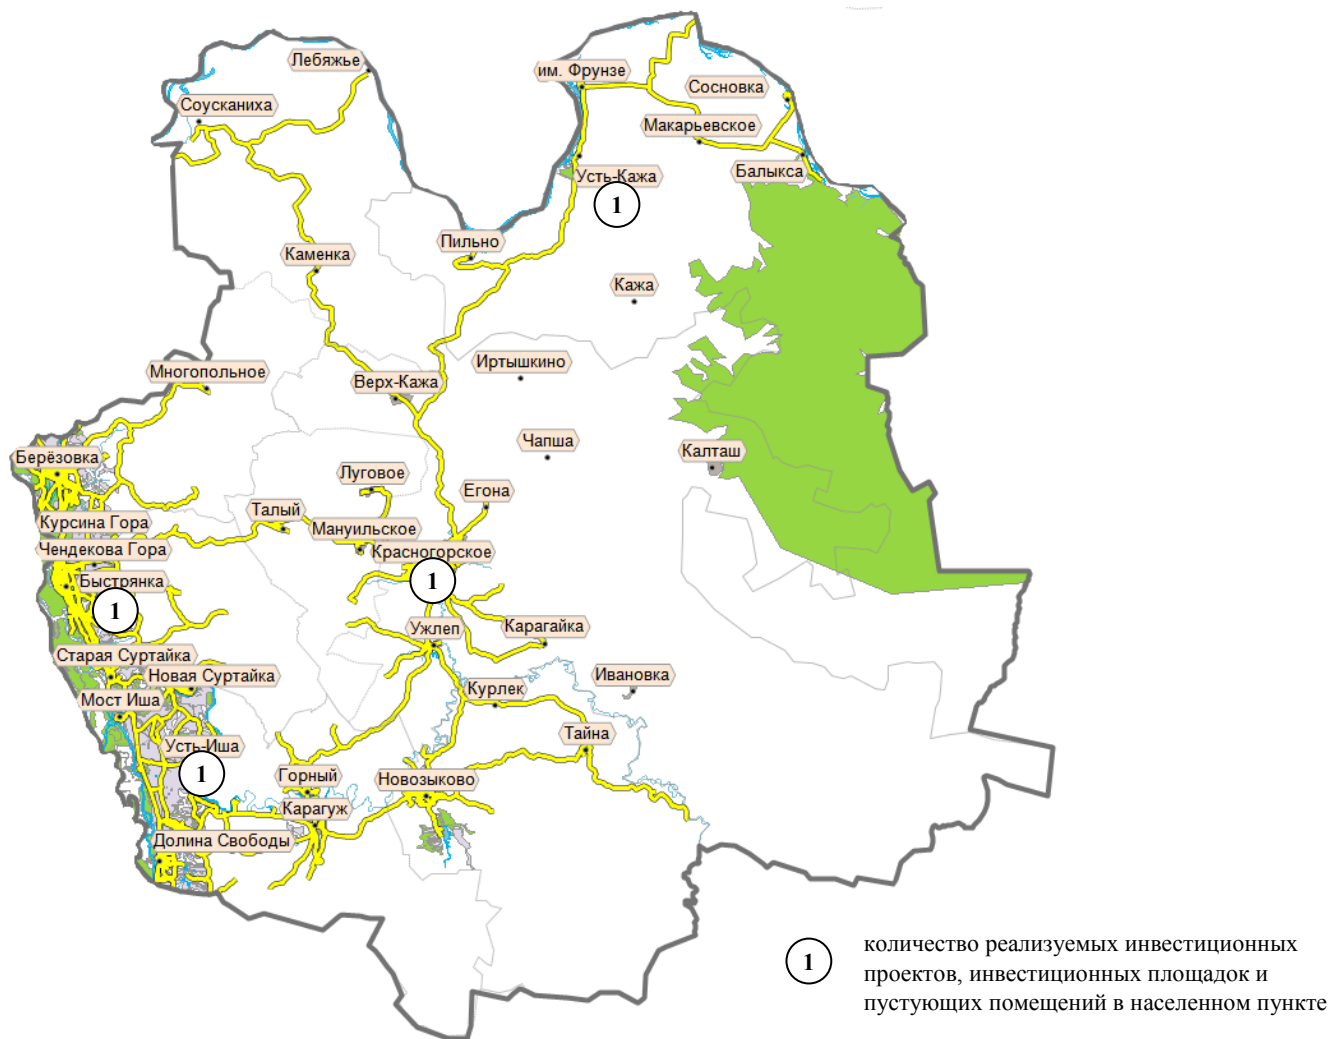 Лебяжье
им. Фрунзе
Сосновка
Соусканиха
Макарьевское
Усть-Кажа
Балыкса
1
Пильно
Каменка
Кажа
Иртышкино
Многопольное
Верх-Кажа
Чапша
Калташ
Берёзовка
Луговое
Егона
Талый
Курсина Гора
Мануильское
Чендекова Гора
Красногорское
Быстрянка
1
1
Ужлеп
Карагайка
Старая Суртайка
Новая Суртайка
Ивановка
Курлек
Мост Иша
Тайна
Усть-Иша
1
Горный
Новозыково
Карагуж
Долина Свободы
1
количество реализуемых инвестиционных
проектов, инвестиционных площадок и
пустующих помещений в населенном пункте